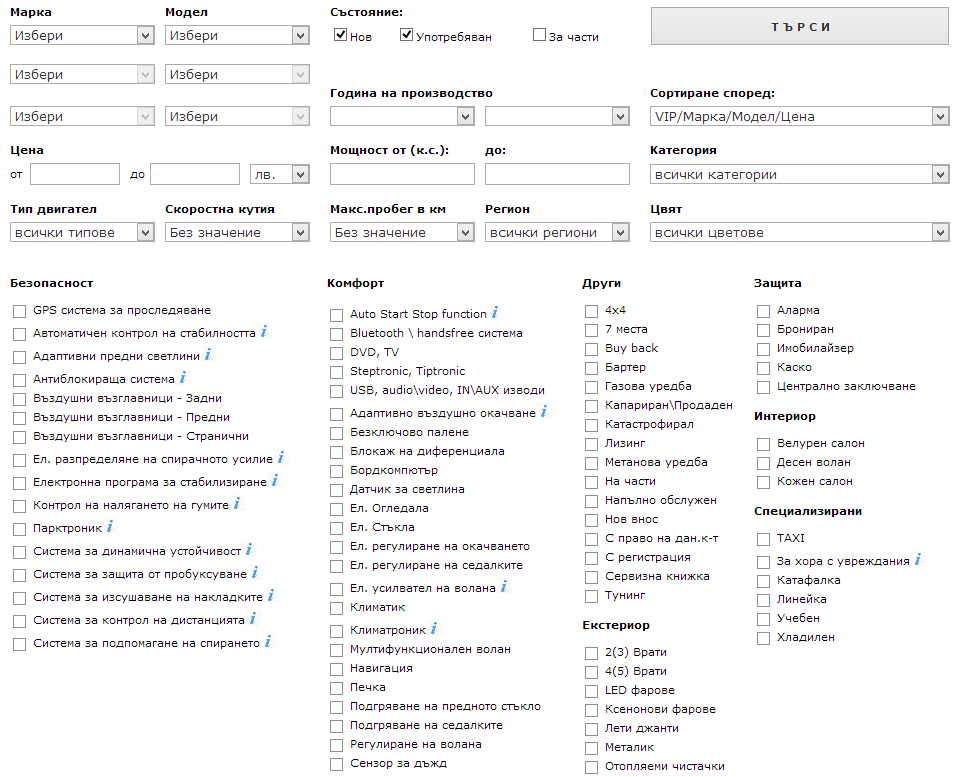 Марка Модел Състояние:
Избери Избери Нов Употребяван За части ТЪРСИ
Избери Избери
Година на производство Сортиране според:
Избери Избери VIP/Марка/Модел/Цена
Цена Мощност от (к.с.): до: Категория
от до лв. всички категории
Тип двигател Скоростна кутия Макс.пробег в км Регион Цвят
всички типове Без значение Без значение всички региони всички цветове
Безопасност
GPS система за проследяване
Автоматичен контрол на стабилността i
Адаптивни предни светлини i
Антиблокираща система i
Въздушни възглавници - Задни
Въздушни възглавници - Предни
Въздушни възглавници - Странични
Ел. разпределяне на спирачното усилие i
Електронна програма за стабилизиране i
Контрол на налягането на гумите i
Парктроник i
Система за динамична устойчивост i
Система за защита от пробуксуване i
Система за изсушаване на накладките i
Система за контрол на дистанцията i
Система за подпомагане на спирането i
Комфорт
Auto Start Stop function i
Bluetooth \ handsfree система
DVD, TV
Steptronic, Tiptronic
USB, audio\video, IN\AUX изводи
Адаптивно въздушно окачване i
Безключово палене
Блокаж на диференциала
Бордкомпютър
Датчик за светлина
Ел. Огледала
Ел. Стъкла
Ел. регулиране на окачването
Ел. регулиране на седалките
Ел. усилвател на волана i
Климатик
Климатроник i
Мултифункционален волан
Навигация
Печка
Подгряване на предното стъкло
Подгряване на седалките
Регулиране на волана
Сензор за дъжд
Други
4x4
7 места
Buy back
Бартер
Газова уредба
Капариран\Продаден
Катастрофирал
Лизинг
Метанова уредба
На части
Напълно обслужен
Нов внос
С право на дан.к-т
С регистрация
Сервизна книжка
Тунинг
Екстериор
2(3) Врати
4(5) Врати
LED фарове
Ксенонови фарове
Лети джанти
Металик
Отопляеми чистачки
Защита
Аларма
Брониран
Имобилайзер
Каско
Централно заключване
Интериор
Велурен салон
Десен волан
Кожен салон
Специализирани
TAXI
За хора с увреждания i
Катафалка
Линейка
Учебен
Хладилен